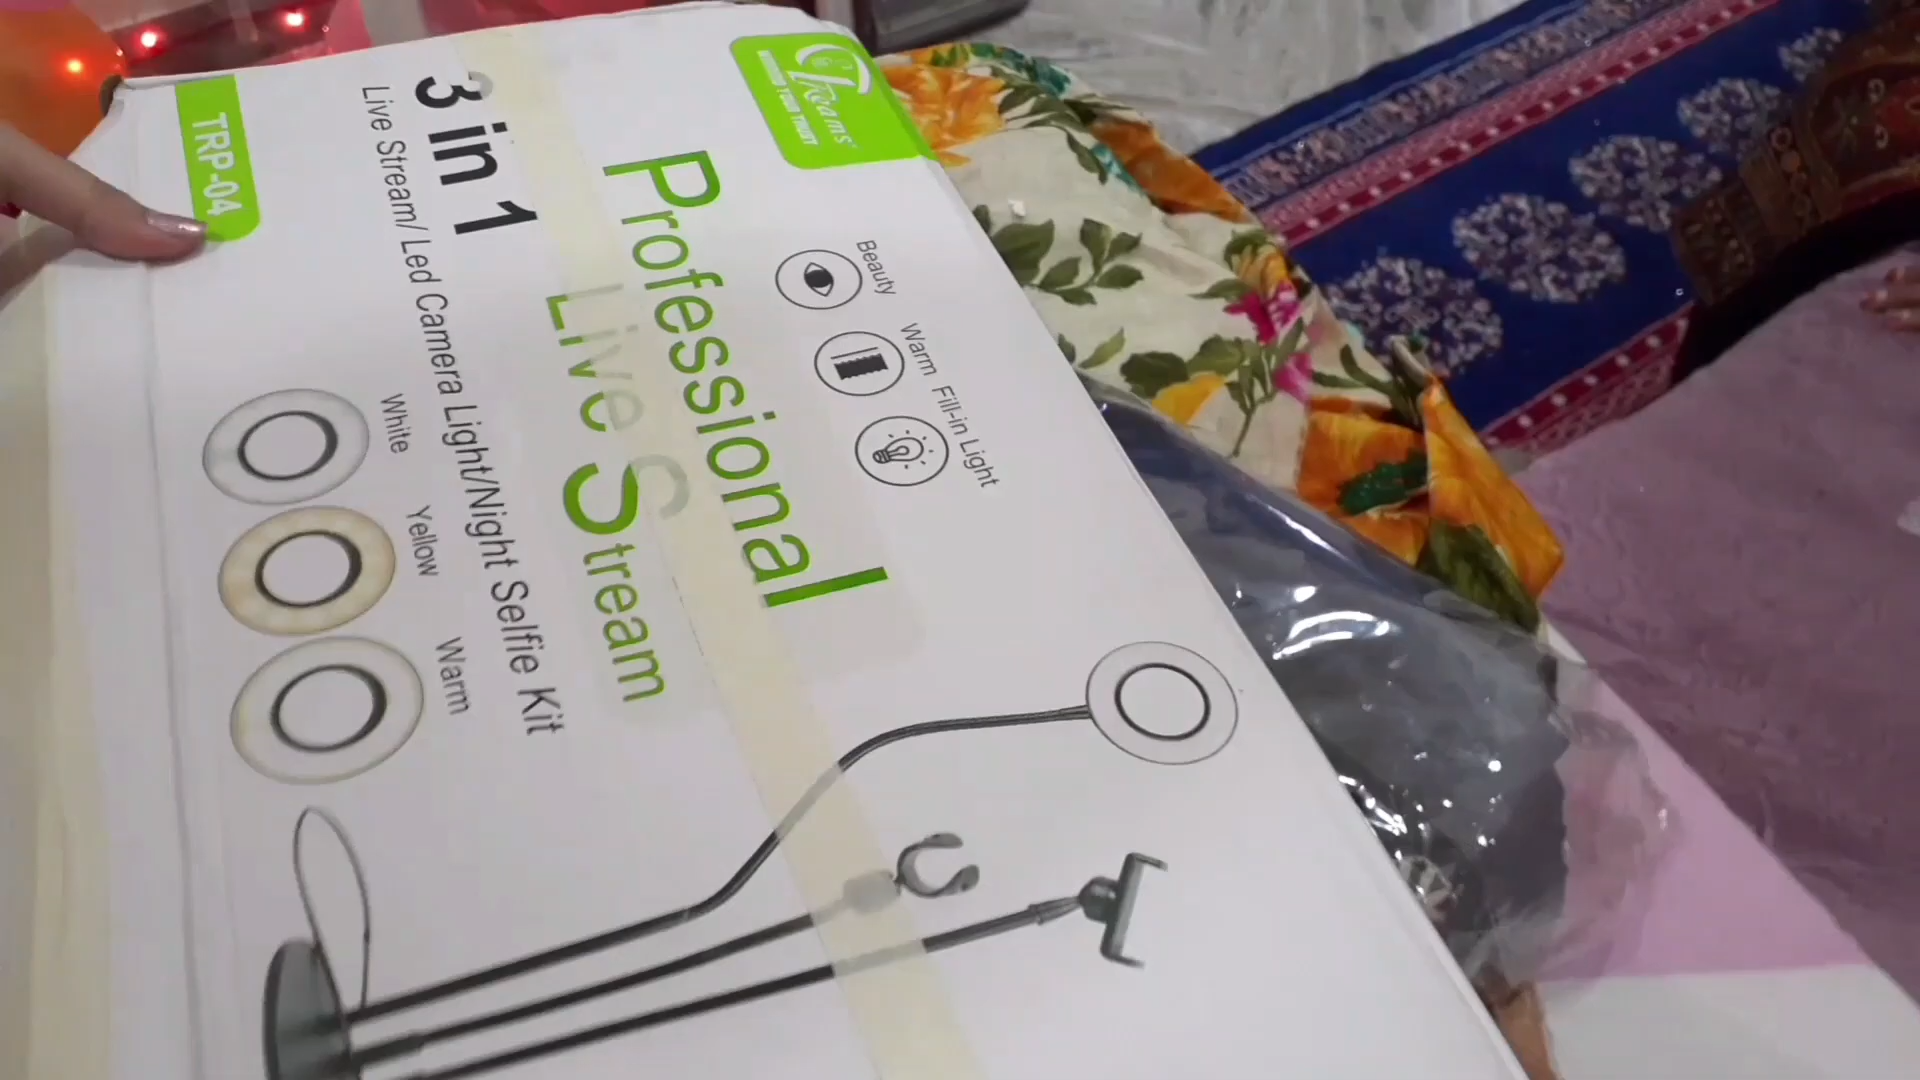 Treams
TRP-04
3 in 1
Live Stream/ Led Camera Light/Night Selfie Kit
Professional
Live Stream
Beauty
Warm
Fill-in Light
White
Yellow
Warm